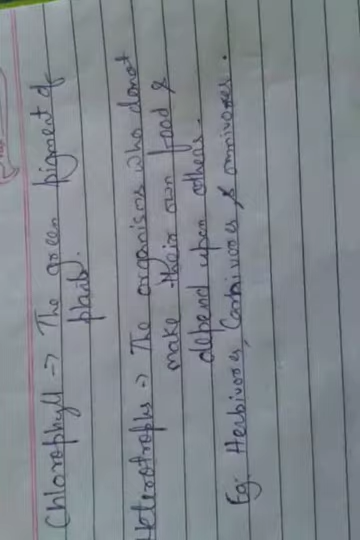 Chlorophyll → The green pigment of
plant.
Heterotrophs → The organisms who donot
make their own food &
depend upon others.
Eg: Herbivores, Carnivores & omnivores.